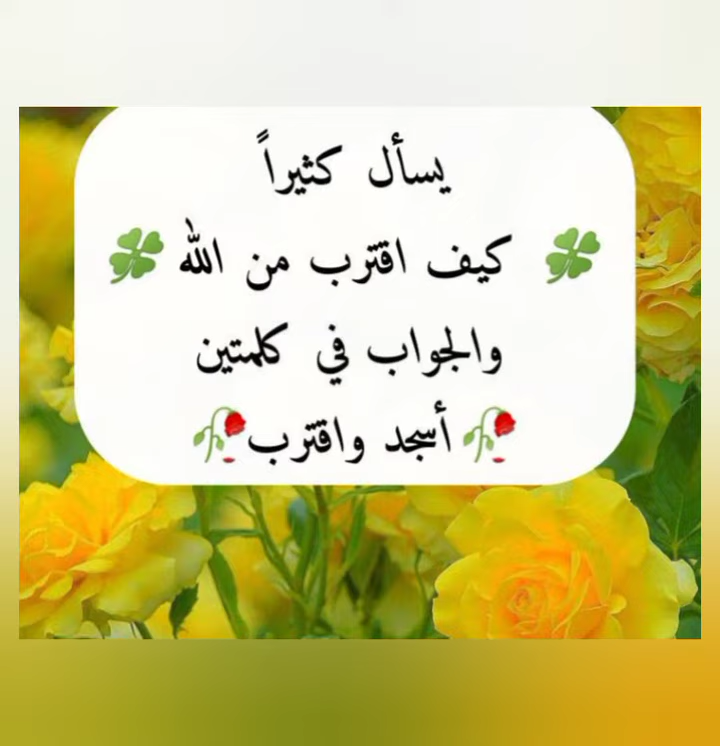 يسأل كثيراً
🍀 كيف اقترب من الله 🍀
والجواب في كلمتين
🥀 أسجد واقترب 🥀